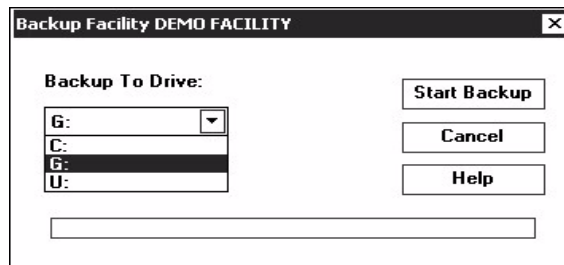 Backup Facility DEMO FACILITY
Backup To Drive:
G:
C:
G:
U:
Start Backup
Cancel
Help